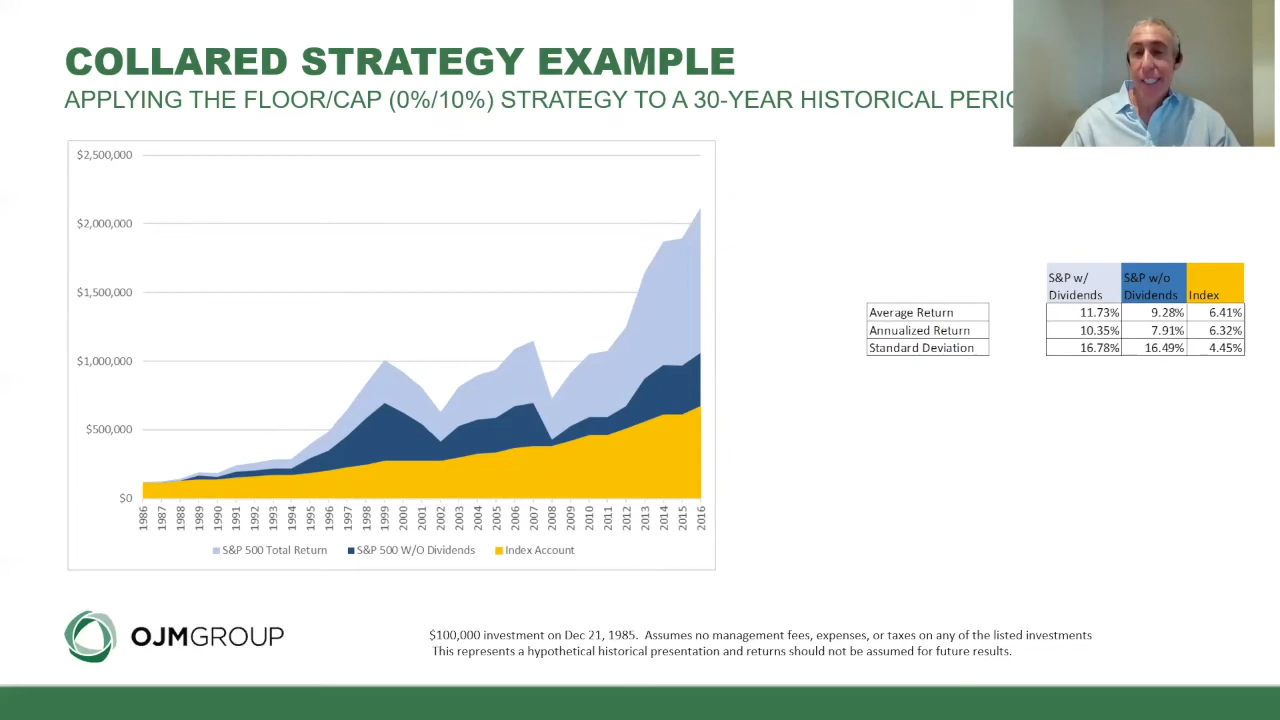 COLLARED STRATEGY EXAMPLE
APPLYING THE FLOOR/CAP (0%/10%) STRATEGY TO A 30-YEAR HISTORICAL
$2,500,000
$2,000,000
$1,500,000
$1,000,000
$500,000
$0
1986 1987 1988 1989 1990 1991 1992 1993 1994 1995 1996 1997 1998 1999 2000 2001 2002 2003 2004 2005 2006 2007 2008 2009 2010 2011 2012 2013 2014 2015 2016
S&P 500 Total Return S&P 500 W/O Dividends Index Account
S&P w/ S&P w/o
Dividends Dividends Index
Average Return 11.73% 9.28% 6.41%
Annualized Return 10.35% 7.91% 6.32%
Standard Deviation 16.78% 16.49% 4.45%
OJMGROUP
$100,000 investment on Dec 21, 1985. Assumes no management fees, expenses, or taxes on any of the listed investments
This represents a hypothetical historical presentation and returns should not be assumed for future results.